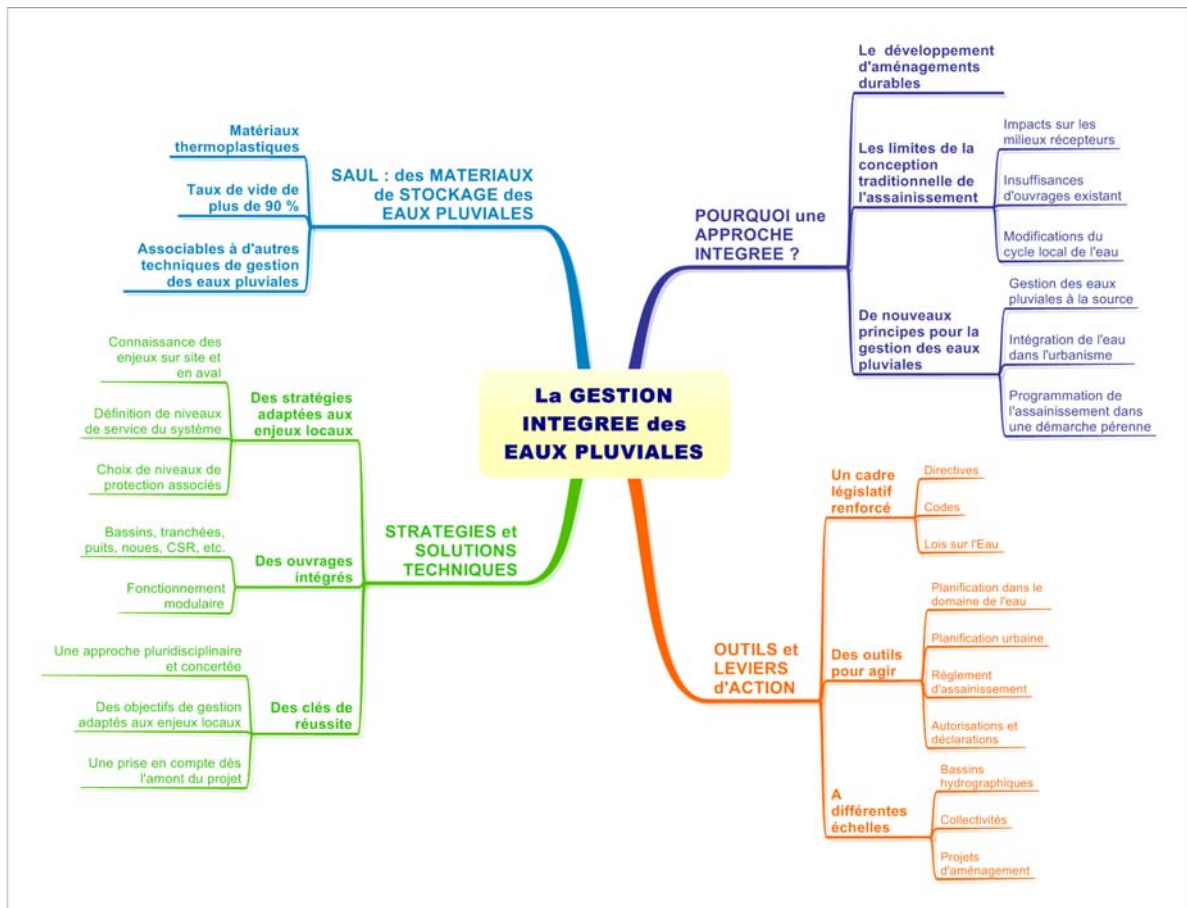 La GESTION
INTEGREE des
EAUX PLUVIALES
POURQUOI une
APPROCHE
INTEGREE ?
Le développement
d'aménagements
durables
Les limites de la
conception
traditionnelle de
l'assainissement
Impacts sur les
milieux récepteurs
Insuffisances
d'ouvrages existant
Modifications du
cycle local de l'eau
De nouveaux
principes pour la
gestion des eaux
pluviales
Gestion des eaux
pluviales à la source
Intégration de l'eau
dans l'urbanisme
Programmation de
l'assainissement dans
une démarche pérenne
OUTILS et
LEVIERS
d'ACTION
Un cadre
législatif
renforcé
Directives
Codes
Lois sur l'Eau
Des outils
pour agir
Planification dans le
domaine de l'eau
Planification urbaine
Règlement
d'assainissement
Autorisations et
déclarations
A
différentes
échelles
Bassins
hydrographiques
Collectivités
Projets
d'aménagement
STRATEGIES et
SOLUTIONS
TECHNIQUES
Des stratégies
adaptées aux
enjeux locaux
Connaissance des
enjeux sur site et
en aval
Définition de niveaux
de service du système
Choix de niveaux de
protection associés
Des ouvrages
intégrés
Bassins, tranchées,
puits, noues, CSR, etc.
Fonctionnement
modulaire
Des clés de
réussite
Une approche pluridisciplinaire
et concertée
Des objectifs de gestion
adaptés aux enjeux locaux
Une prise en compte dès
l'amont du projet
SAUL : des MATERIAUX
de STOCKAGE des
EAUX PLUVIALES
Matériaux
thermoplastiques
Taux de vide de
plus de 90 %
Associables à d'autres
techniques de gestion
des eaux pluviales